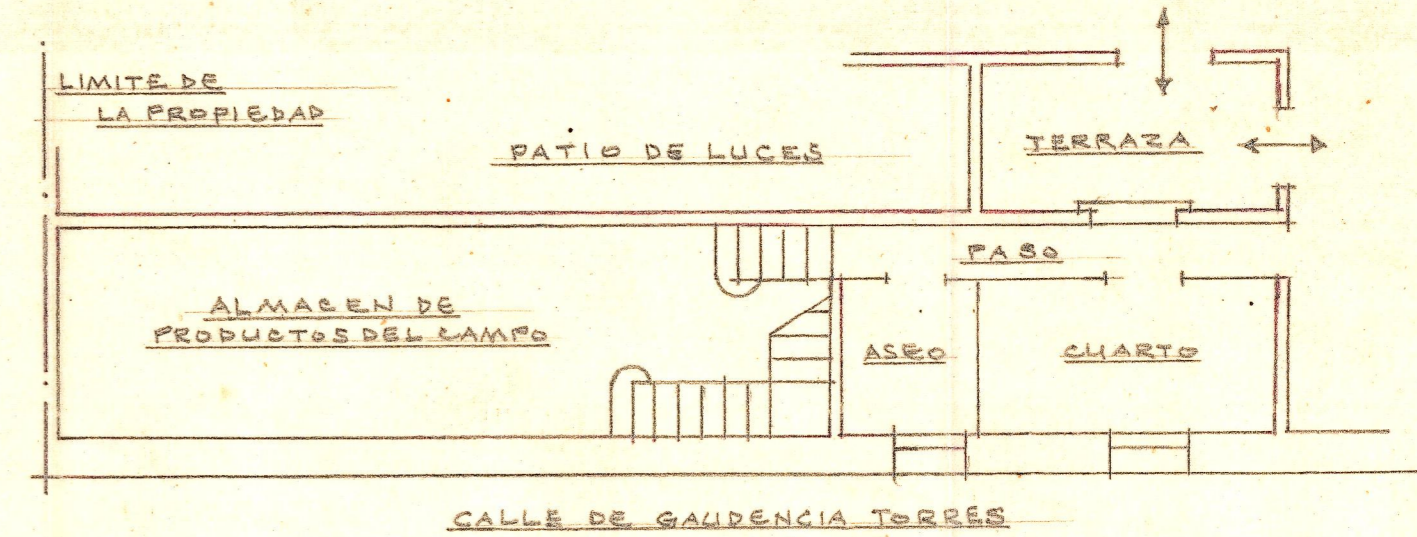 LIMITE DE
LA PROPIEDAD
PATIO DE LUCES
TERRAZA
PASO
ALMACEN DE
PRODUCTOS DEL CAMPO
ASEO
CUARTO
CALLE DE GAUDENCIA TORRES